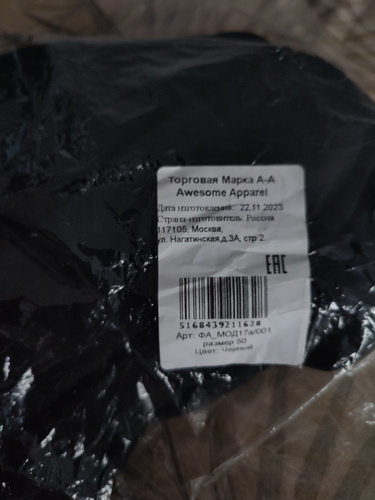 Торговая Марка А-А
Awesome Apparel
Дата изготовления: 22.11.2023
Страна-изготовитель: Россия
117105, Москва,
ул. Нагатинская,д.3А, стр 2.
EAC
5168439211628
Арт: ФА_МОД17а/001
размер 50
Цвет: Черный